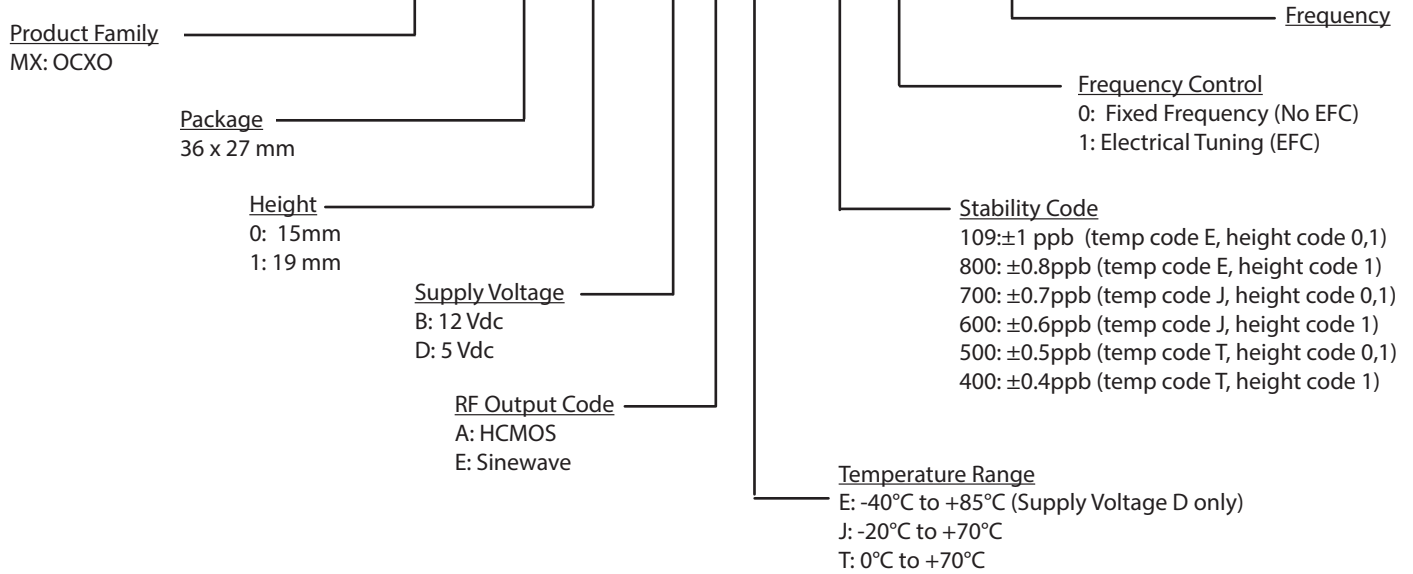 Frequency
Product Family
MX: OCXO
Frequency Control
0: Fixed Frequency (No EFC)
1: Electrical Tuning (EFC)
Package
36 x 27 mm
Height
0: 15mm
1: 19 mm
Stability Code
109:±1 ppb (temp code E, height code 0,1)
800: ±0.8ppb (temp code E, height code 1)
700: ±0.7ppb (temp code J, height code 0,1)
600: ±0.6ppb (temp code J, height code 1)
500: ±0.5ppb (temp code T, height code 0,1)
400: ±0.4ppb (temp code T, height code 1)
Supply Voltage
B: 12 Vdc
D: 5 Vdc
RF Output Code
A: HCMOS
E: Sinewave
Temperature Range
E: -40°C to +85°C (Supply Voltage D only)
J: -20°C to +70°C
T: 0°C to +70°C